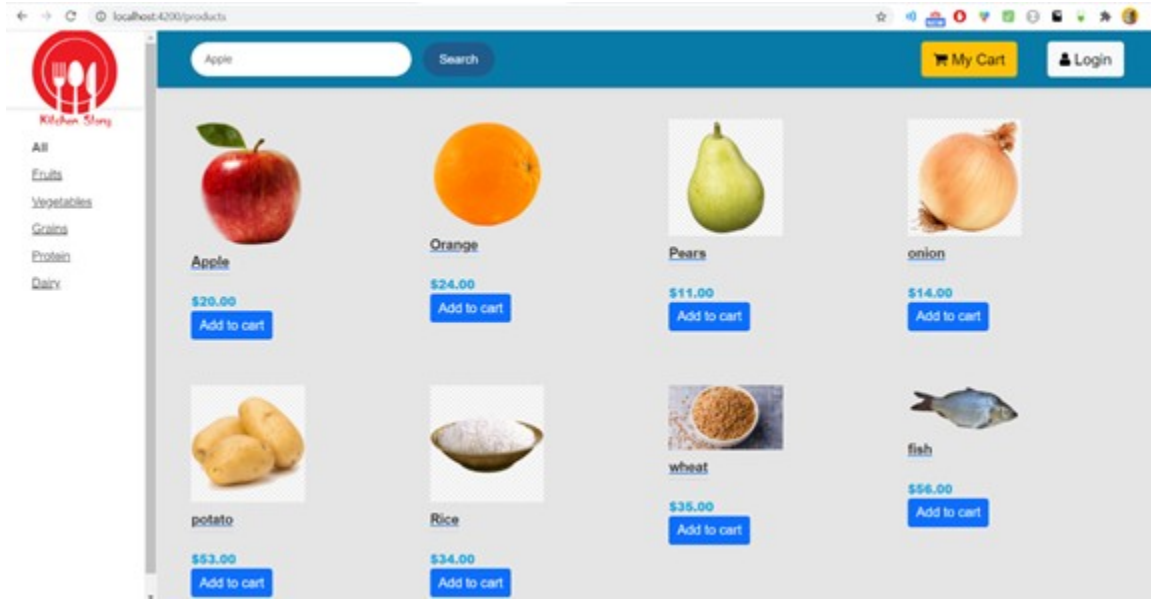 localhost:4200/products
Apple
Search
My Cart
Login
Kitchen Story
All
Fruits
Vegetables
Grains
Protein
Dairy
Apple
$20.00
Add to cart
Orange
$24.00
Add to cart
Pears
$11.00
Add to cart
onion
$14.00
Add to cart
potato
$53.00
Add to cart
Rice
$34.00
Add to cart
wheat
$35.00
Add to cart
fish
$56.00
Add to cart